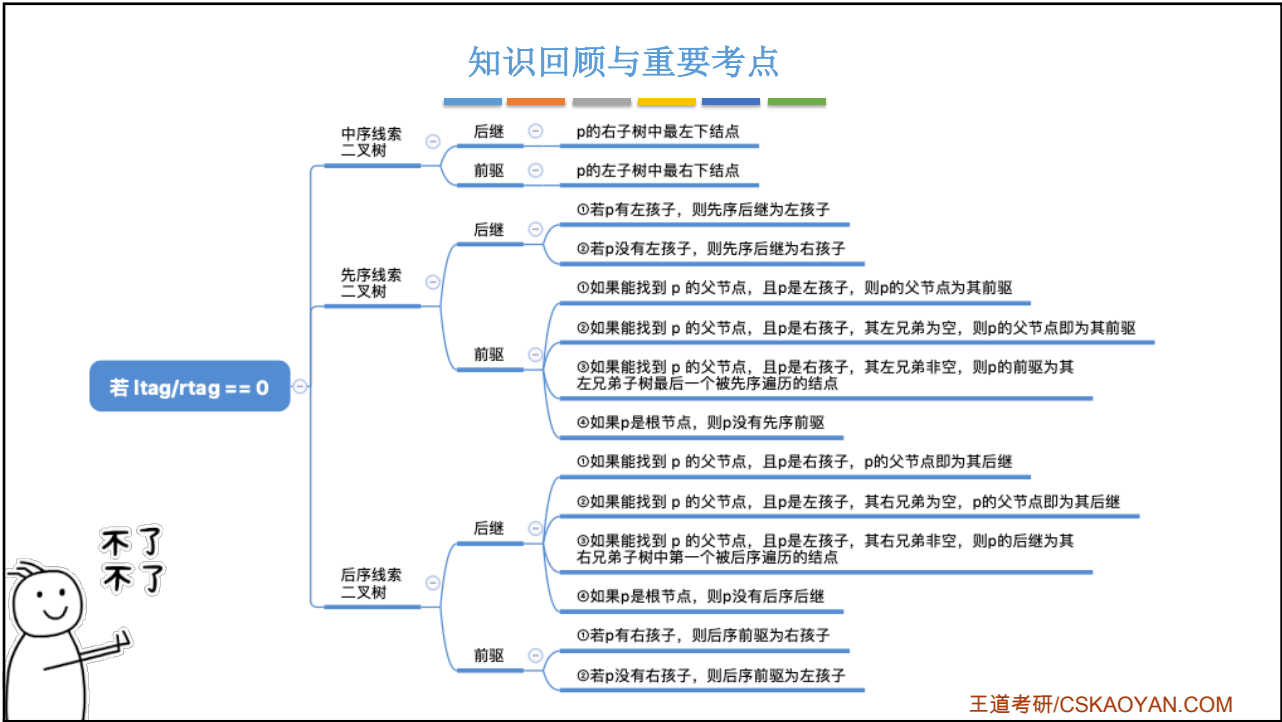 知识回顾与重要考点
若 ltag/rtag == 0
中序线索
二叉树
后继
p的右子树中最左下结点
前驱
p的左子树中最右下结点
先序线索
二叉树
后继
①若p有左孩子，则先序后继为左孩子
②若p没有左孩子，则先序后继为右孩子
前驱
①如果能找到 p 的父节点，且p是左孩子，则p的父节点为其前驱
②如果能找到 p 的父节点，且p是右孩子，其左兄弟为空，则p的父节点即为其前驱
③如果能找到 p 的父节点，且p是右孩子，其左兄弟非空，则p的前驱为其
左兄弟子树最后一个被先序遍历的结点
④如果p是根节点，则p没有先序前驱
后序线索
二叉树
后继
①如果能找到 p 的父节点，且p是右孩子，p的父节点即为其后继
②如果能找到 p 的父节点，且p是左孩子，其右兄弟为空，p的父节点即为其后继
③如果能找到 p 的父节点，且p是左孩子，其右兄弟非空，则p的后继为其
右兄弟子树中第一个被后序遍历的结点
④如果p是根节点，则p没有后序后继
前驱
①若p有右孩子，则后序前驱为右孩子
②若p没有右孩子，则后序前驱为左孩子
不了
不了
王道考研/CSKAOYAN.COM